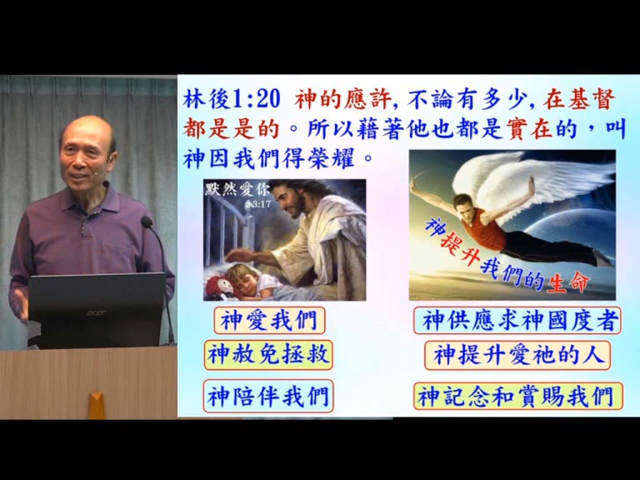 林後1:20 神的應許,不論有多少,在基督
都是是的。所以藉著他也都是實在的，叫
神因我們得榮耀。
默然愛你
3:17
神提升我們的生命
神愛我們
神供應求神國度者
神赦免拯救
神提升愛祂的人
神陪伴我們
神記念和賞賜我們
acer